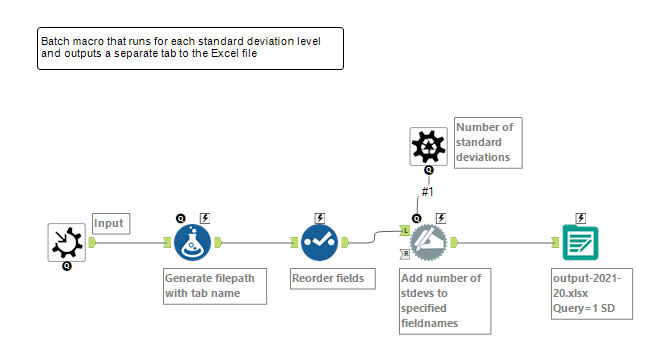 Batch macro that runs for each standard deviation level
and outputs a separate tab to the Excel file
Number of
standard
deviations
#1
Input
L
R
Generate filepath
with tab name
Reorder fields
Add number of
stdevs to
specified
fieldnames
output-2021-
20.xlsx
Query=1 SD